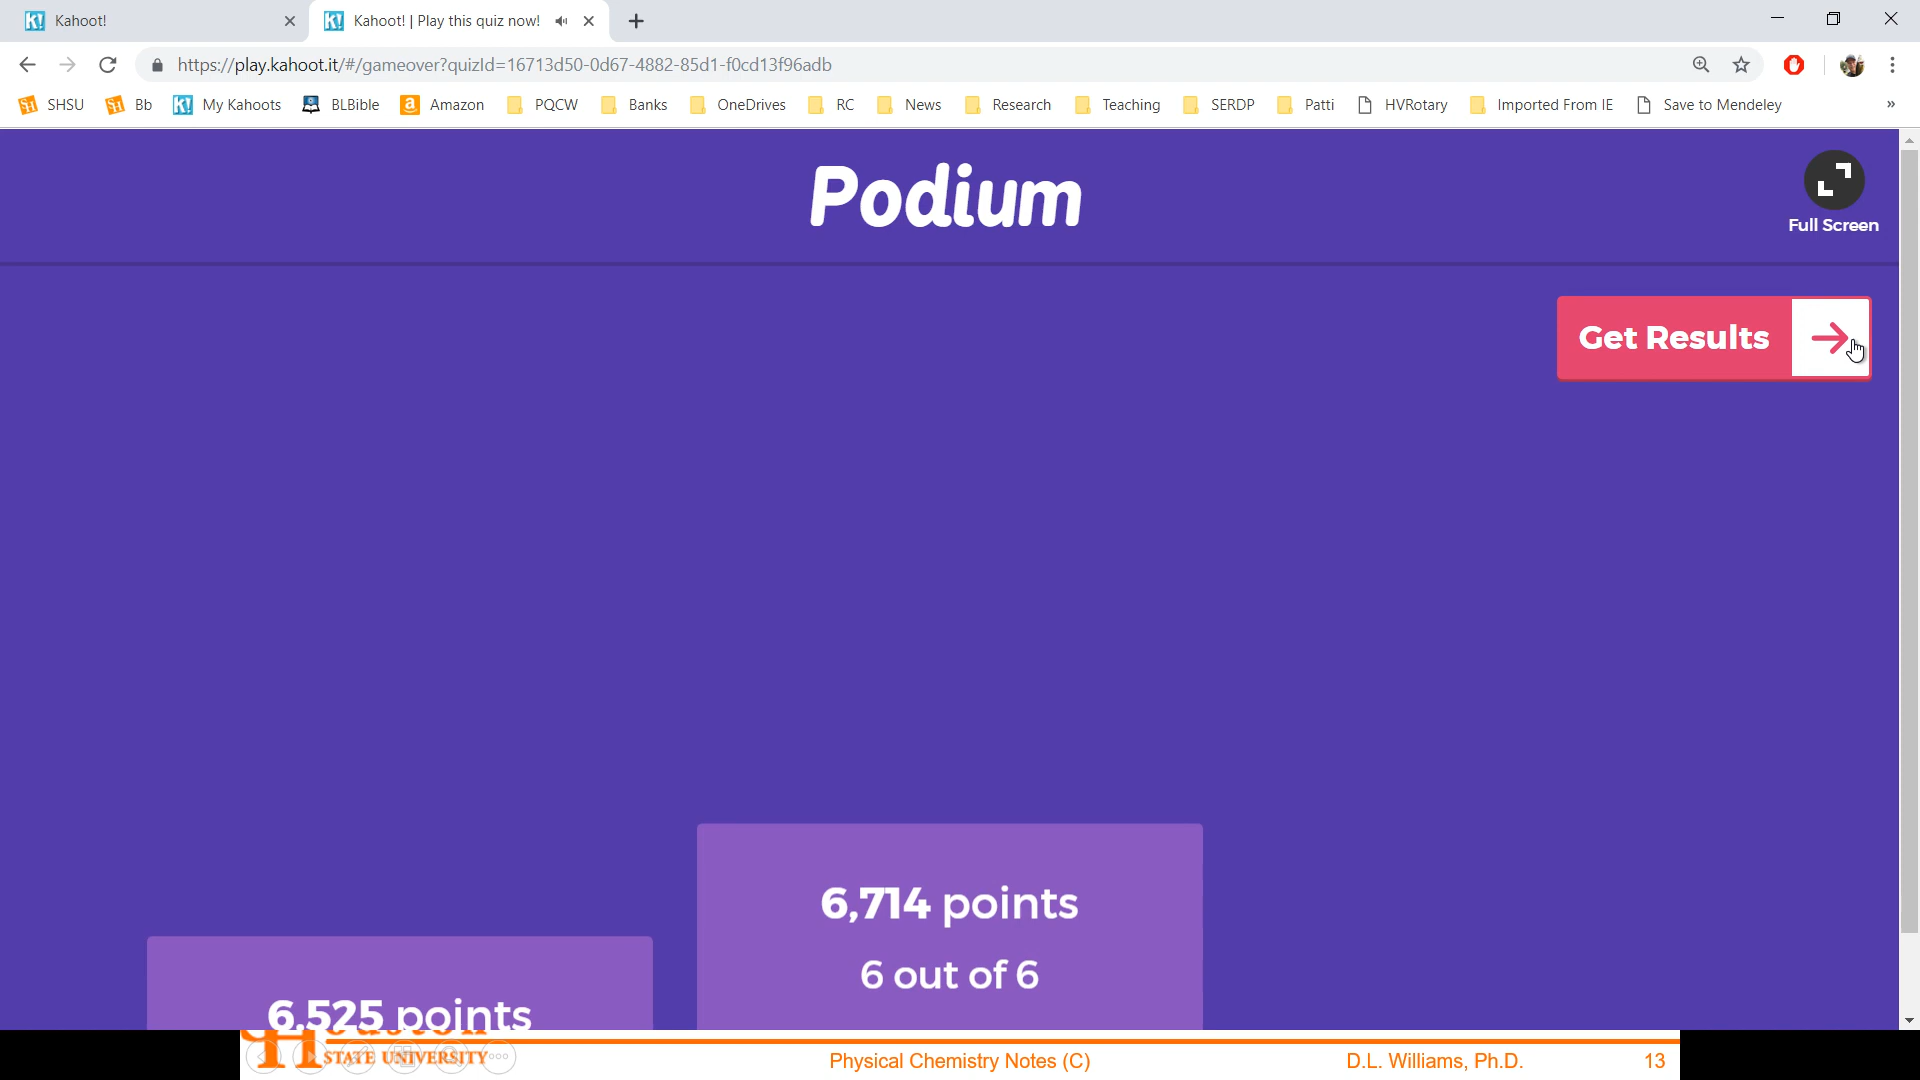 Kahoot!
Kahoot! | Play this quiz now!
https://play.kahoot.it/#/gameover?quizId=16713d50-0d67-4882-85d1-f0cd13f96adb
SHSU Bb My Kahoots BLBible Amazon PQCW Banks OneDrives RC News Research Teaching SERDP Patti HVRotary Imported From IE Save to Mendeley »
Podium
Full Screen
Get Results
6,714 points
6 out of 6
6,525 points
STATE UNIVERSITY
Physical Chemistry Notes (C)
D.L. Williams, Ph.D.
13